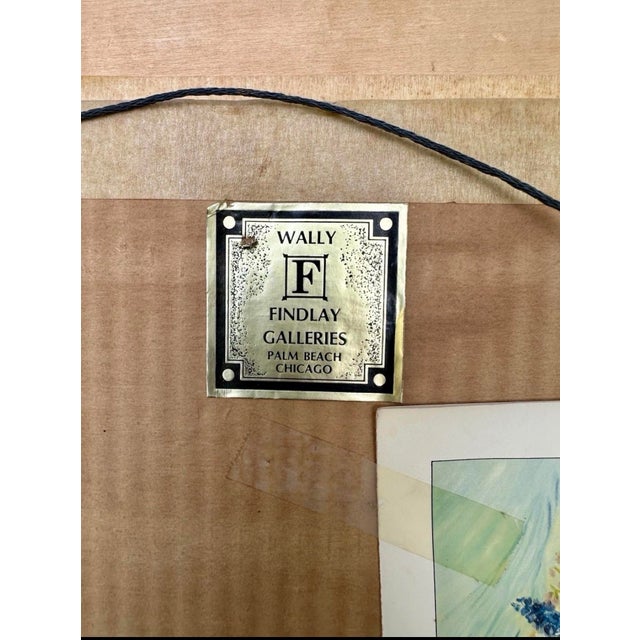 WALLY
F
FINDLAY
GALLERIES
PALM BEACH
CHICAGO